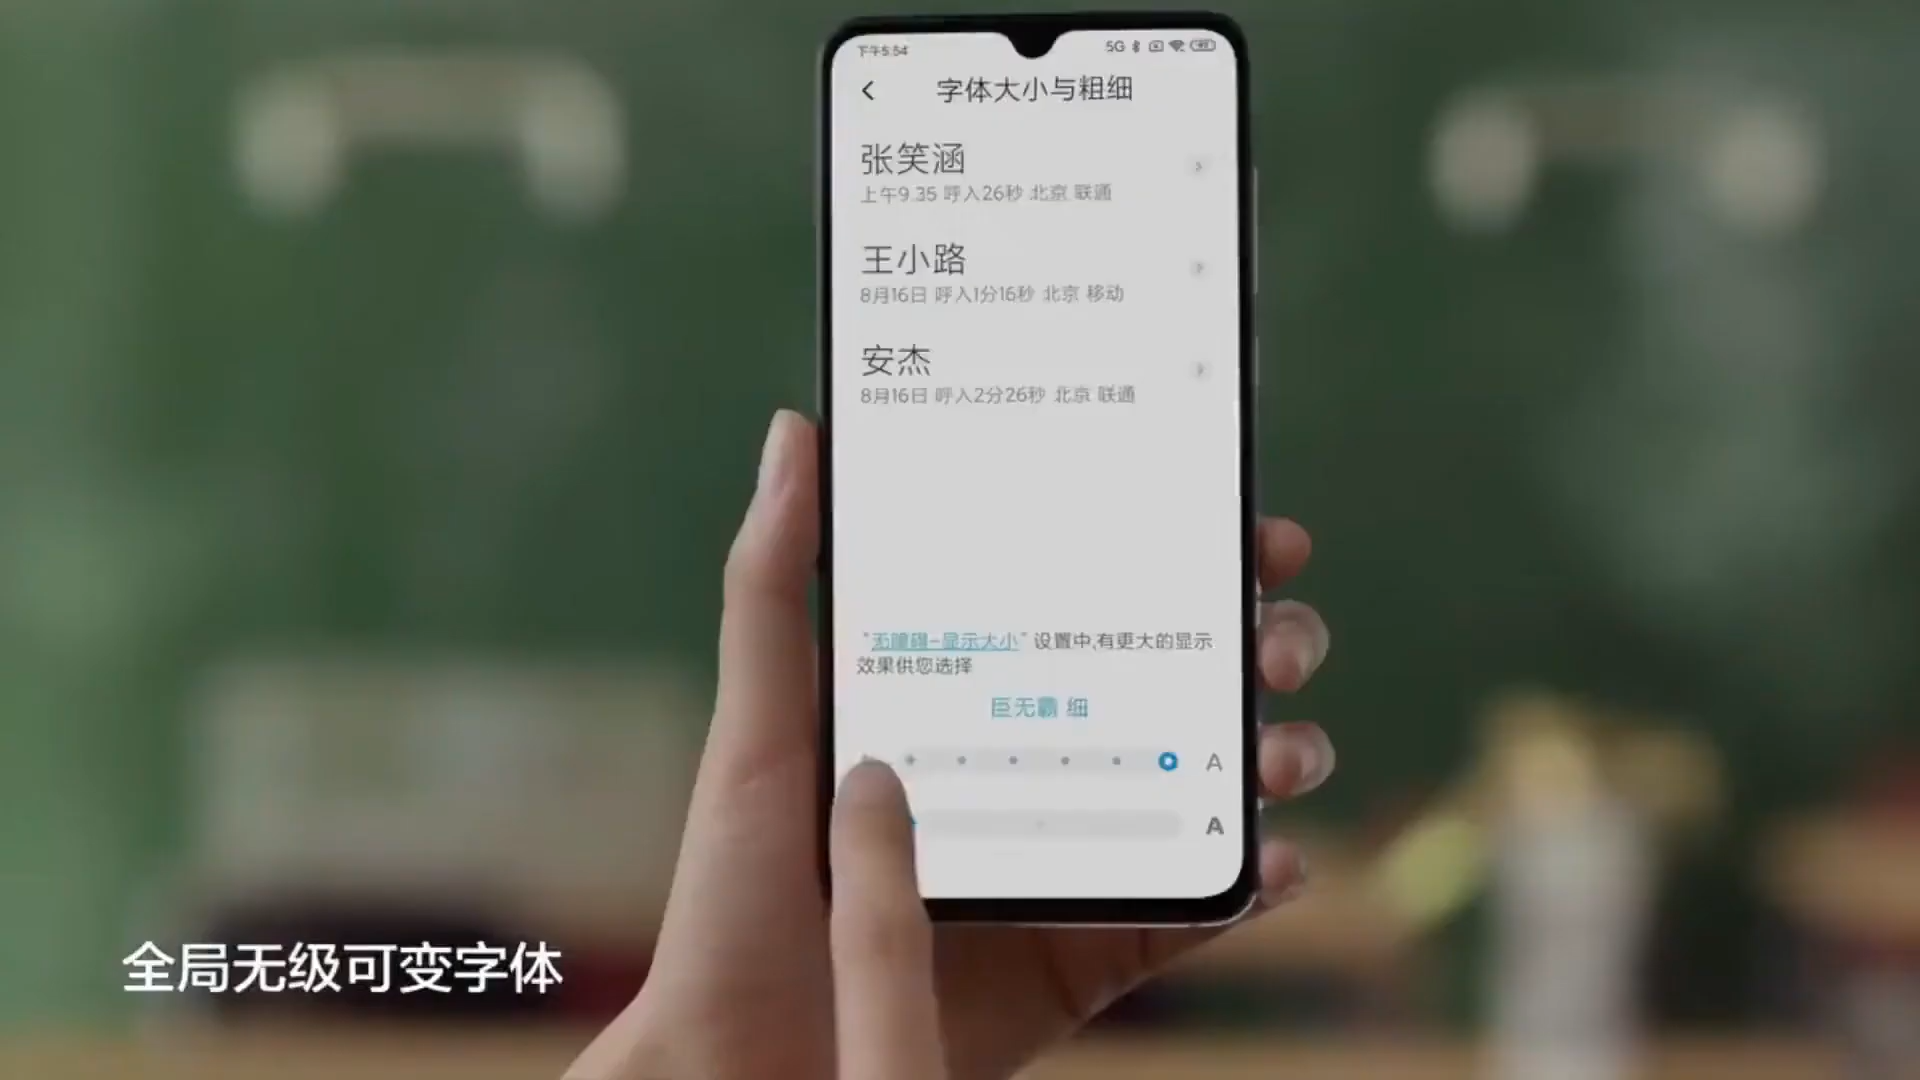 下午5:54
5G
字体大小与粗细
张笑涵
上午9:35 呼入26秒 北京 联通
王小路
8月16日 呼入1分16秒 北京 移动
安杰
8月16日 呼入2分26秒 北京 联通
“无障碍-显示大小” 设置中,有更大的显示
效果供您选择
巨无霸 细
A
A
全局无级可变字体